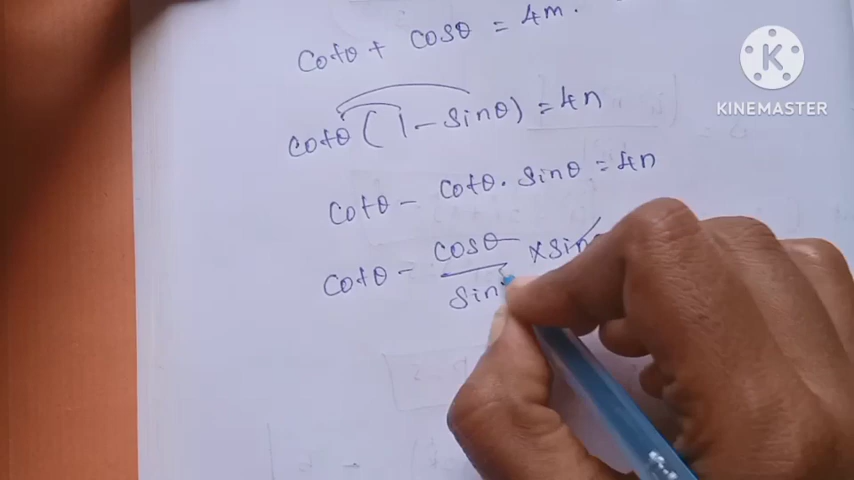 cotθ + cosθ = 4m.
K
KINEMASTER
cotθ (1 - sinθ) = 4n
cotθ - cotθ. sinθ = 4n
cotθ - cosθ/sin × sin